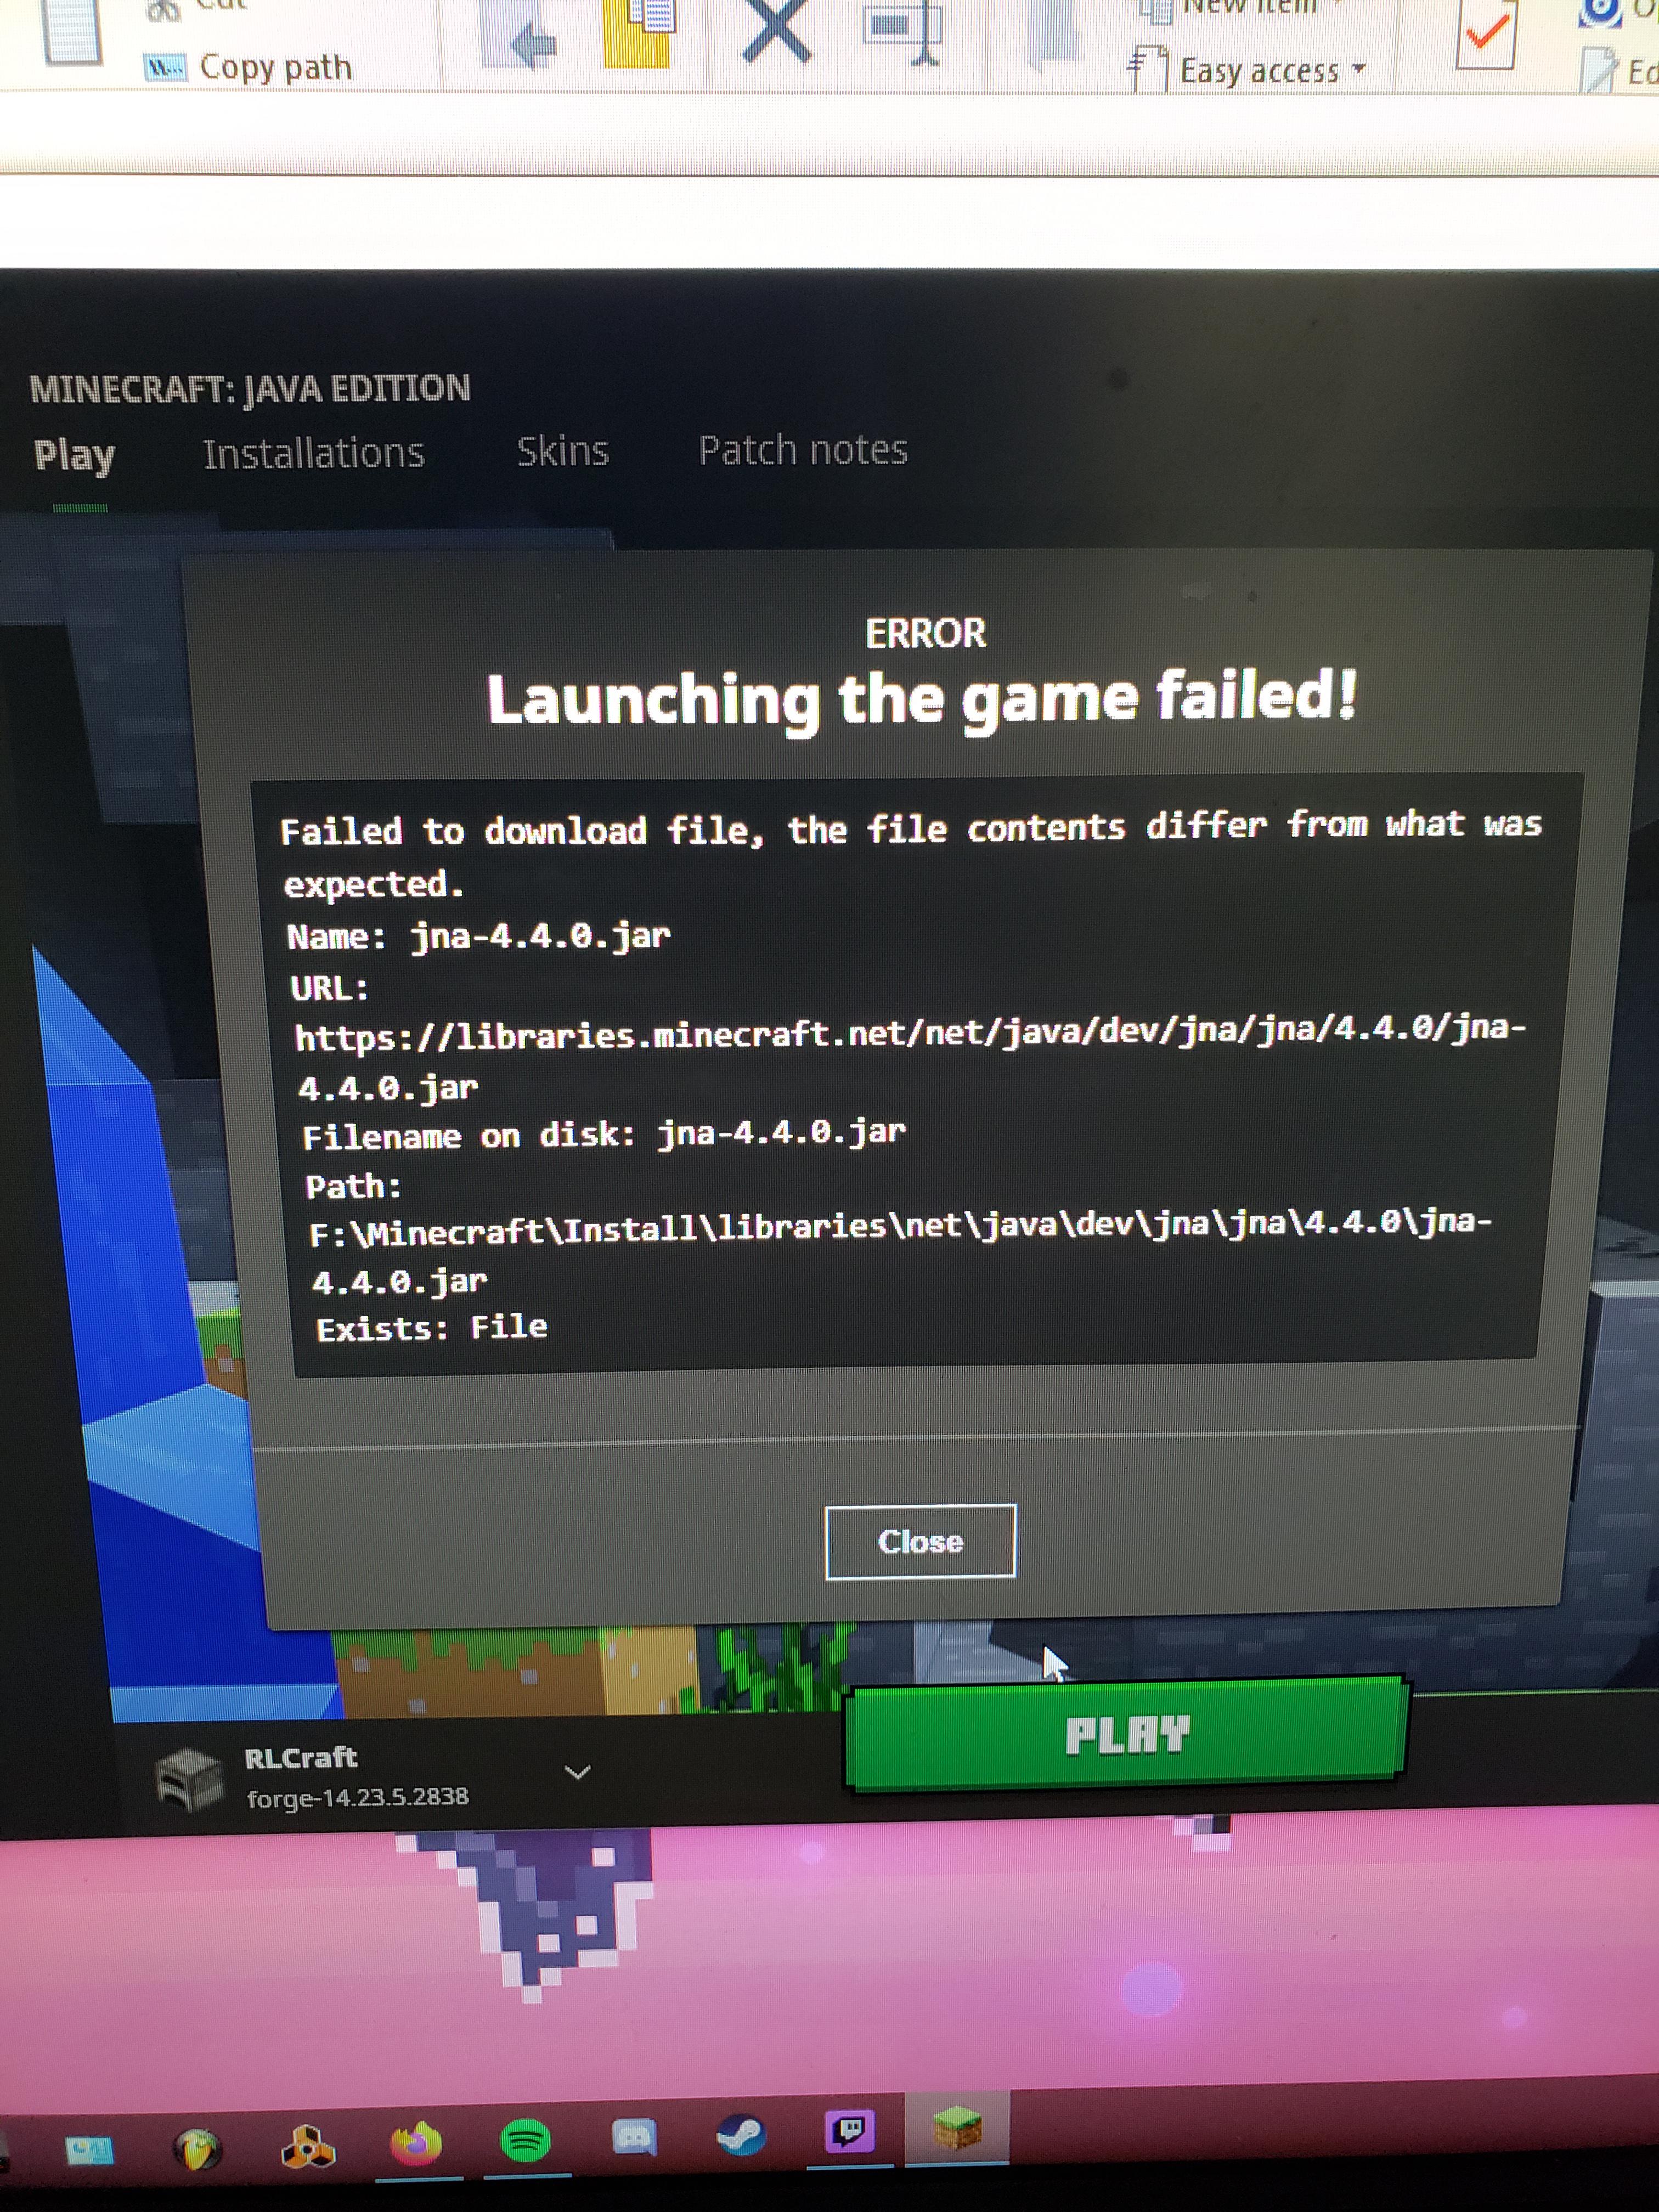 Copy path
New item
Easy access
MINECRAFT: JAVA EDITION
Play Installations Skins Patch notes
ERROR
Launching the game failed!
Failed to download file, the file contents differ from what was
expected.
Name: jna-4.4.0.jar
URL:
https://libraries.minecraft.net/net/java/dev/jna/jna/4.4.0/jna-
4.4.0.jar
Filename on disk: jna-4.4.0.jar
Path:
F:\Minecraft\Install\libraries\net\java\dev\jna\jna\4.4.0\jna-
4.4.0.jar
Exists: File
Close
PLAY
RLCraft
forge-14.23.5.2838